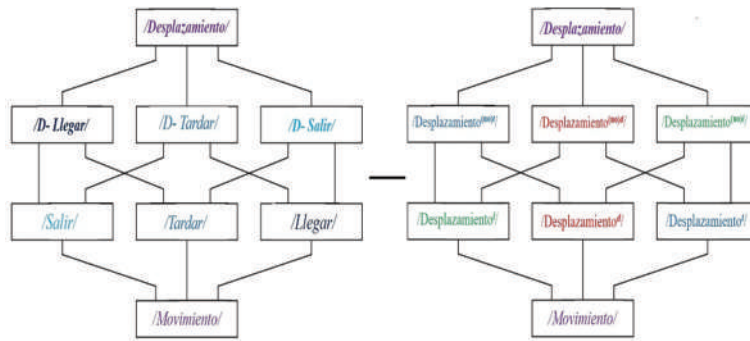 /Desplazamiento/
/D- Llegar/ /D- Tardar/ /D- Salir/
/Salir/ /Tardar/ /Llegar/
/Movimiento/
/Desplazamiento/
/Desplazamiento /Desplazamiento /Desplazamiento
/Desplazamiento /Desplazamiento /Desplazamiento
/Movimiento/